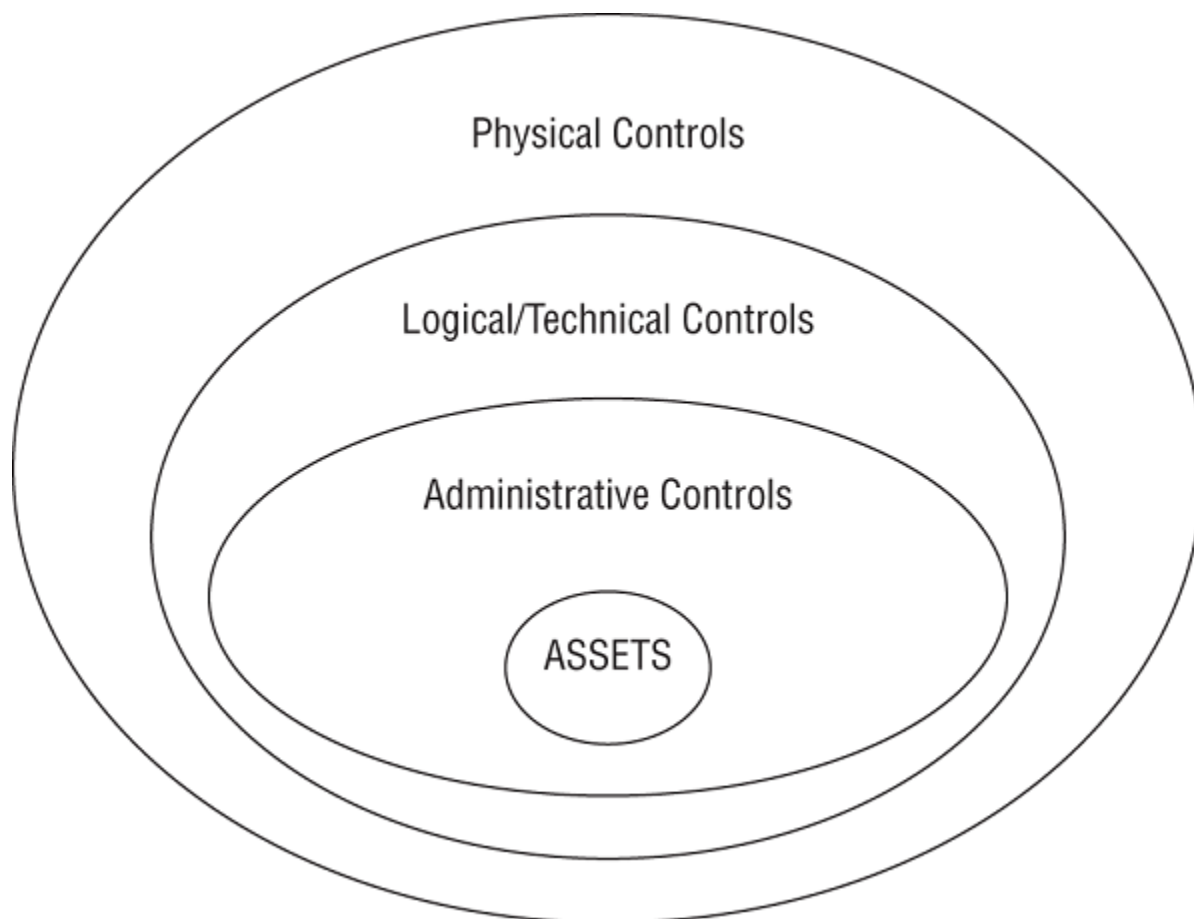 Physical Controls
Logical/Technical Controls
Administrative Controls
ASSETS